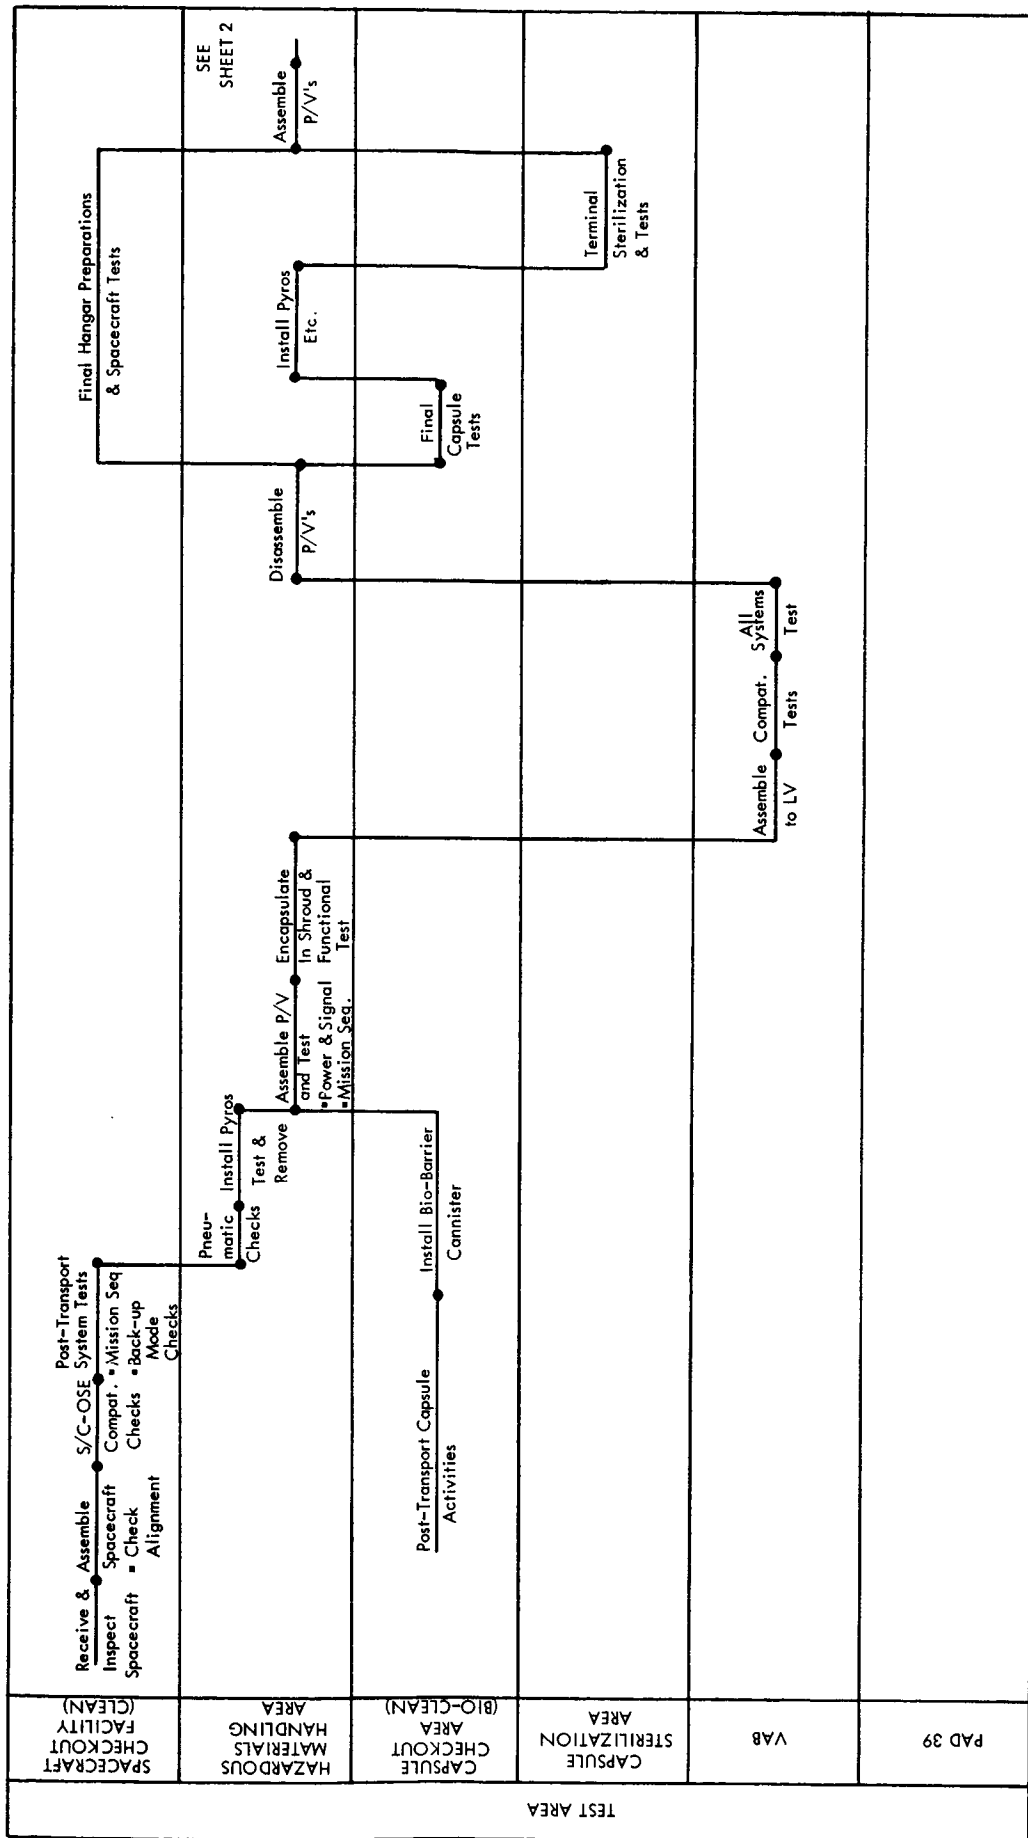 TEST AREA
SPACECRAFT
CHECKOUT
FACILITY
(CLEAN)
Receive &
Inspect
Spacecraft
Assemble
Spacecraft
▪ Check
Alignment
S/C-OSE
Compat.
Checks
Post-Transport
System Tests
▪Mission Seq
▪Back-up
Mode
Checks
Final Hangar Preparations
& Spacecraft Tests
HAZARDOUS
MATERIALS
HANDLING
AREA
Pneu-
matic
Checks
Install Pyros
Test &
Remove
Assemble P/V
and Test
▪Power & Signal
▪Mission Seq.
Encapsulate
In Shroud &
Functional
Test
Disassemble
P/V's
Install Pyros
Etc.
Assemble
P/V's
SEE
SHEET 2
CAPSULE
CHECKOUT
AREA
(BIO-CLEAN)
Post-Transport Capsule
Activities
Install Bio-Barrier
Cannister
Final
Capsule
Tests
CAPSULE
STERILIZATION
AREA
Terminal
Sterilization
& Tests
VAB
Assemble
to LV
Compat.
Tests
All
Systems
Test
PAD 39